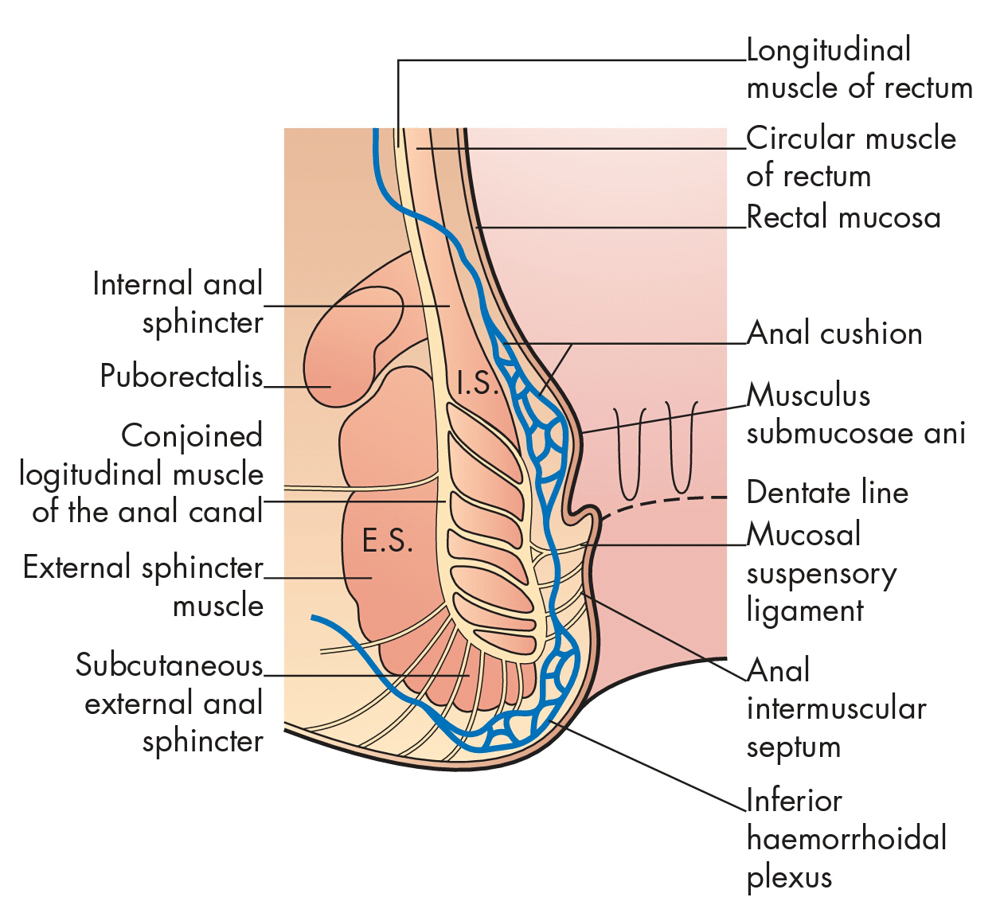 Longitudinal
muscle of rectum
Circular muscle
of rectum
Rectal mucosa
Internal anal
sphincter
Anal cushion
Puborectalis
I.S.
Musculus
submucosae ani
Conjoined
logitudinal muscle
of the anal canal
Dentate line
E.S.
Mucosal
suspensory
ligament
External sphincter
muscle
Subcutaneous
external anal
sphincter
Anal
intermuscular
septum
Inferior
haemorrhoidal
plexus